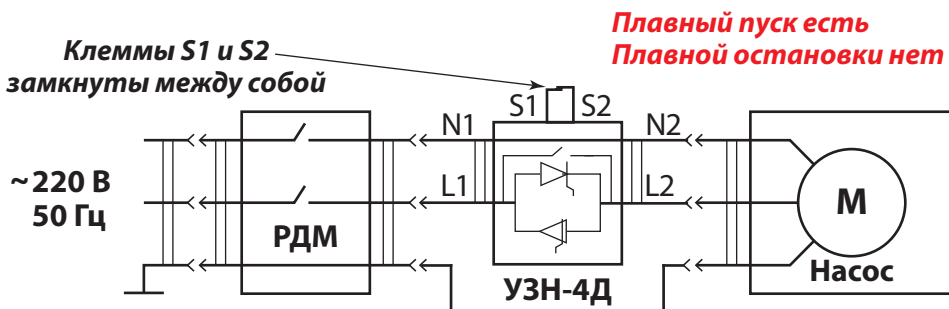 Плавный пуск есть
Плавной остановки нет
Клеммы S1 и S2
замкнуты между собой
S1 S2
N1 N2
L1 L2
~220 В
50 Гц
РДМ
М
Насос
УЗН-4Д